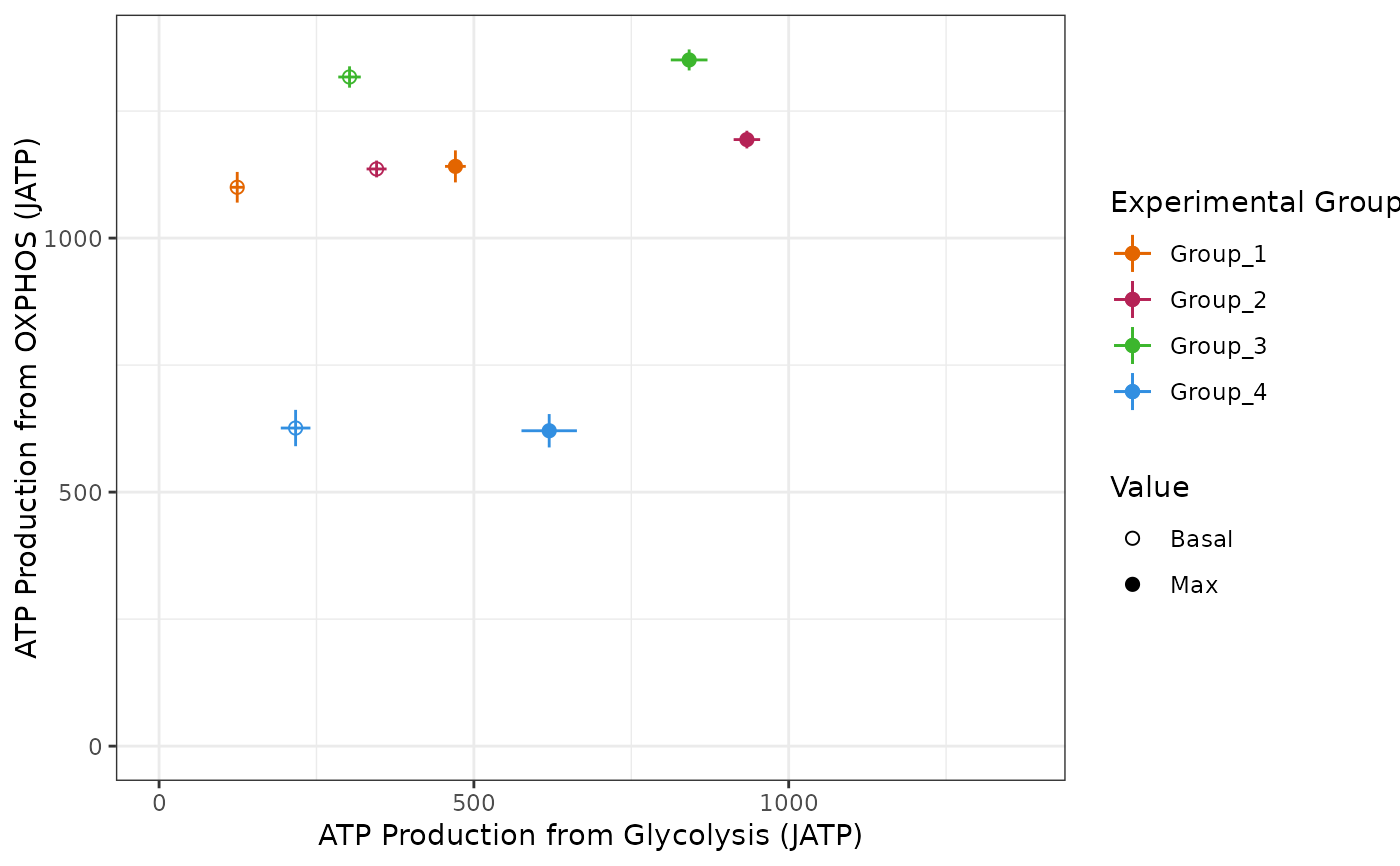 ATP Production from OXPHOS (JATP)
1000
500
0
0
500
1000
ATP Production from Glycolysis (JATP)
Experimental Group
Group_1
Group_2
Group_3
Group_4
Value
Basal
Max